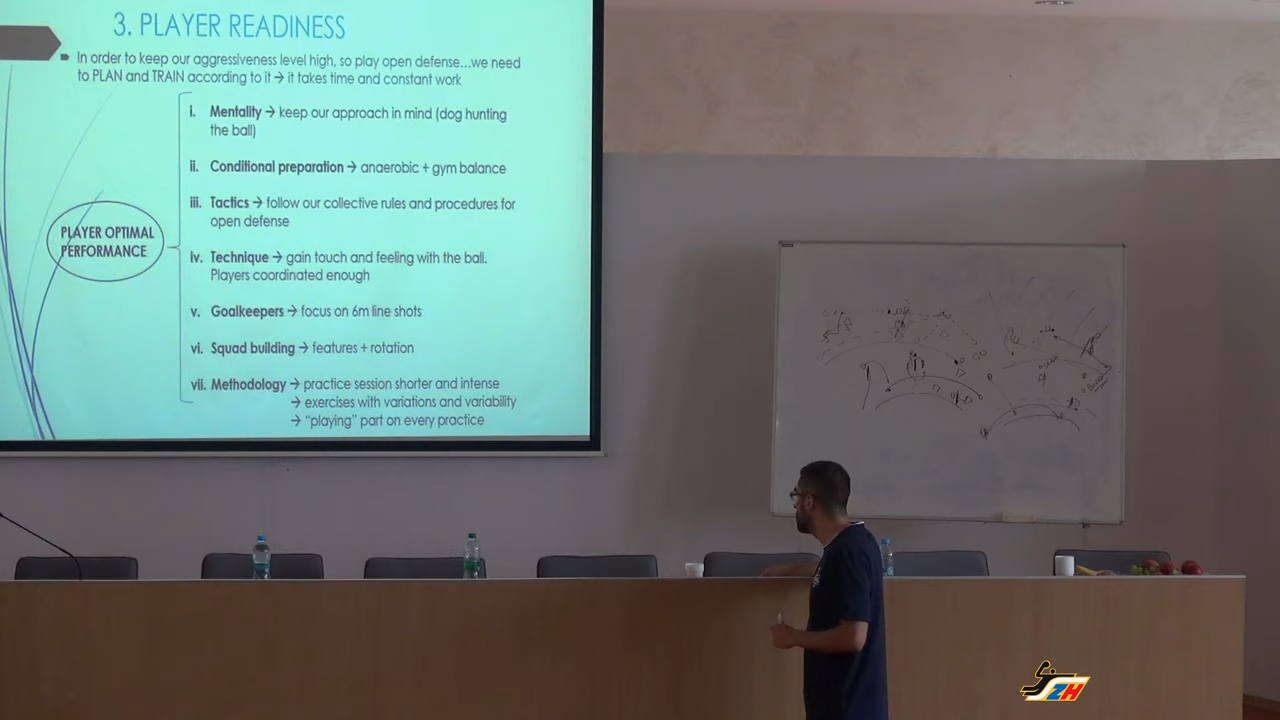 3. PLAYER READINESS
In order to keep our aggressiveness level high, so play open defense...we need
to PLAN and TRAIN according to it → it takes time and constant work
i. Mentality → keep our approach in mind (dog hunting
the ball)
ii. Conditional preparation → anaerobic + gym balance
iii. Tactics → follow our collective rules and procedures for
open defense
PLAYER OPTIMAL
PERFORMANCE
iv. Technique → gain touch and feeling with the ball.
Players coordinated enough
v. Goalkeepers → focus on 6m line shots
vi. Squad building → features + rotation
vii. Methodology → practice session shorter and intense
→ exercises with variations and variability
→ "playing" part on every practice
ZH